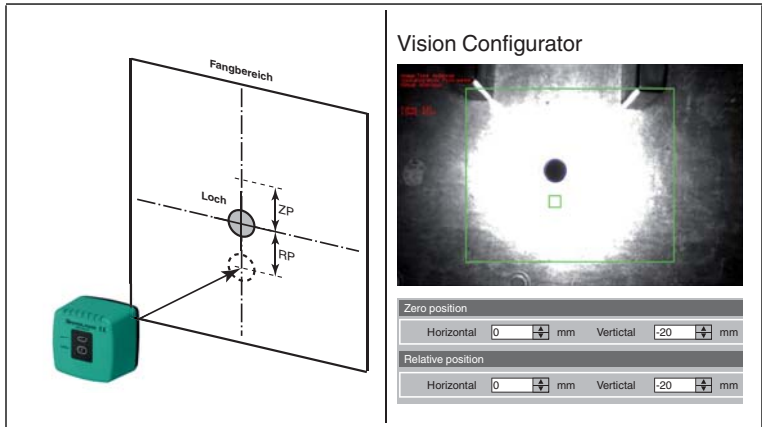 Fangbereich
Loch
ZP
RP
Vision Configurator
Zero position
Horizontal 0 mm Vertictal -20 mm
Relative position
Horizontal 0 mm Vertictal -20 mm